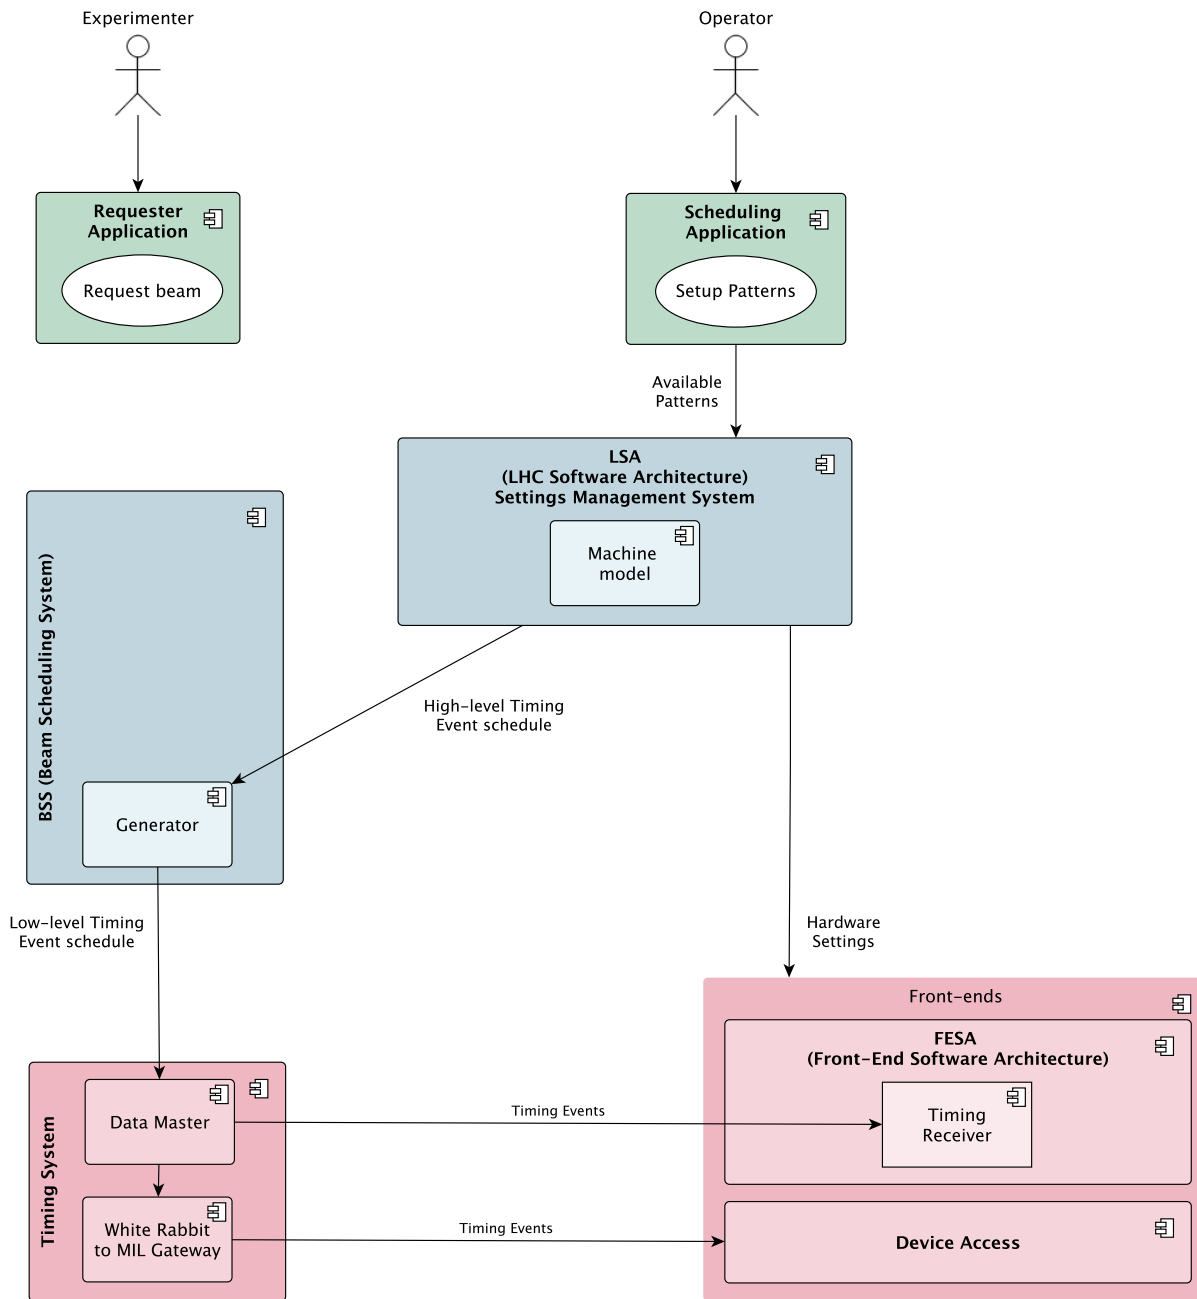 Experimenter
Operator
Requester
Application
Request beam
Scheduling
Application
Setup Patterns
Available
Patterns
LSA
(LHC Software Architecture)
Settings Management System
Machine
model
BSS (Beam Scheduling System)
High-level Timing
Event schedule
Generator
Low-level Timing
Event schedule
Hardware
Settings
Front-ends
FESA
(Front-End Software Architecture)
Timing
Receiver
Timing System
Data Master
Timing Events
White Rabbit
to MIL Gateway
Timing Events
Device Access